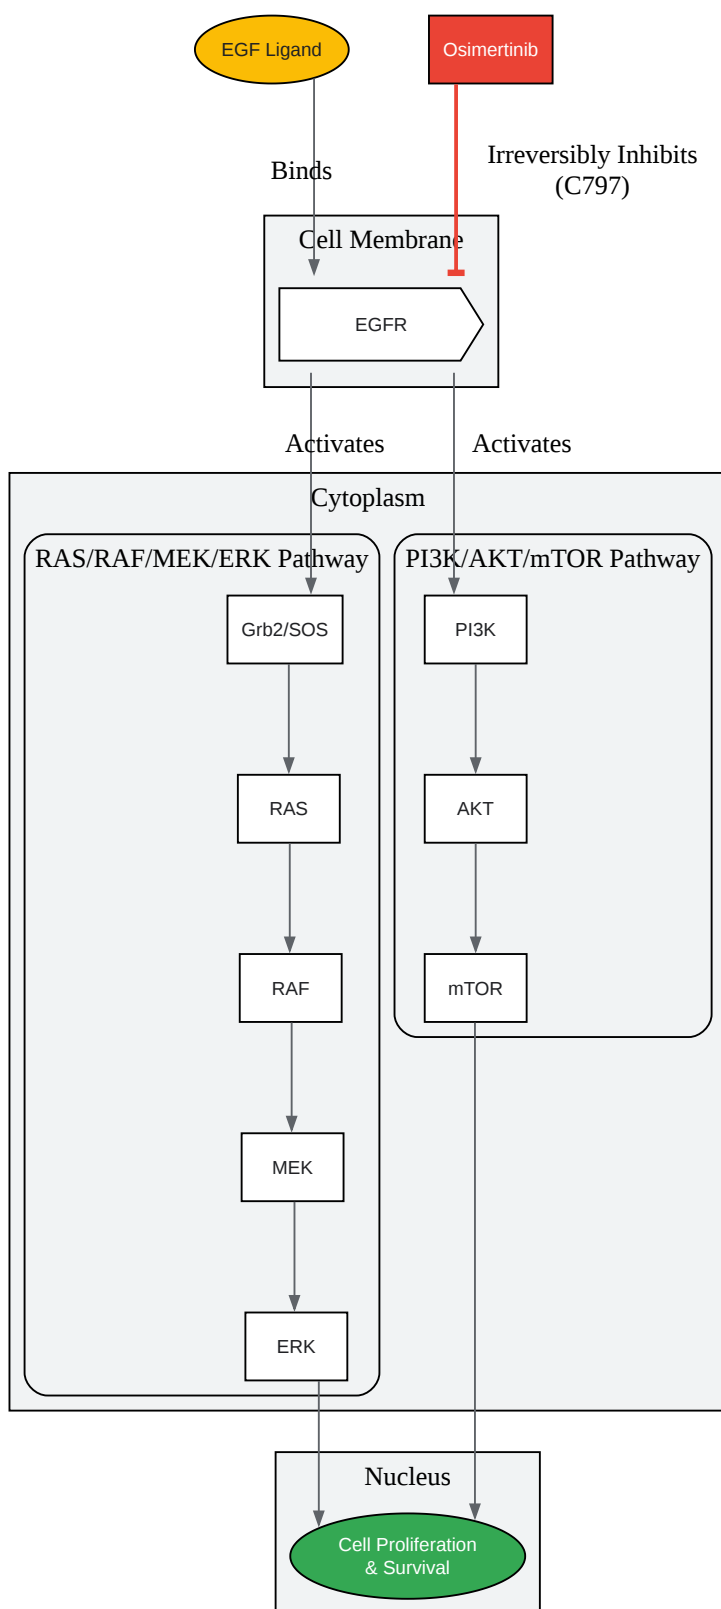 EGF Ligand
Osimertinib
Binds
Irreversibly Inhibits
(C797)
Cell Membrane
EGFR
Activates
Activates
Cytoplasm
RAS/RAF/MEK/ERK Pathway
PI3K/AKT/mTOR Pathway
Grb2/SOS
PI3K
RAS
AKT
RAF
mTOR
MEK
ERK
Nucleus
Cell Proliferation
& Survival